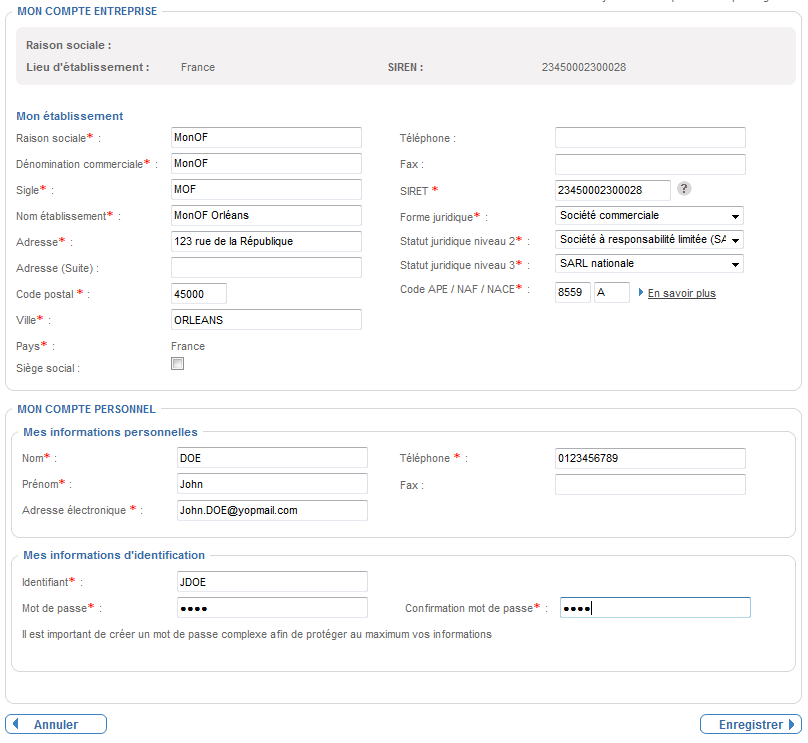 MON COMPTE ENTREPRISE
Raison sociale :
Lieu d'établissement : France SIREN : 23450002300028
Mon établissement
Raison sociale* : MonOF Téléphone :
Dénomination commerciale* : MonOF Fax :
Sigle* : MOF SIRET * 23450002300028 ?
Nom établissement* : MonOF Orléans Forme juridique* : Société commerciale
Adresse* : 123 rue de la République Statut juridique niveau 2* : Société à responsabilité limitée (SA
Adresse (Suite) : Statut juridique niveau 3* : SARL nationale
Code postal * : 45000 Code APE / NAF / NACE* : 8559 A En savoir plus
Ville* : ORLEANS
Pays* : France
Siège social :
MON COMPTE PERSONNEL
Mes informations personnelles
Nom* : DOE Téléphone * : 0123456789
Prénom* : John Fax :
Adresse électronique * : John.DOE@yopmail.com
Mes informations d'identification
Identifiant* : JDOE
Mot de passe* : •••• Confirmation mot de passe* : ••••
Il est important de créer un mot de passe complexe afin de protéger au maximum vos informations
Annuler Enregistrer